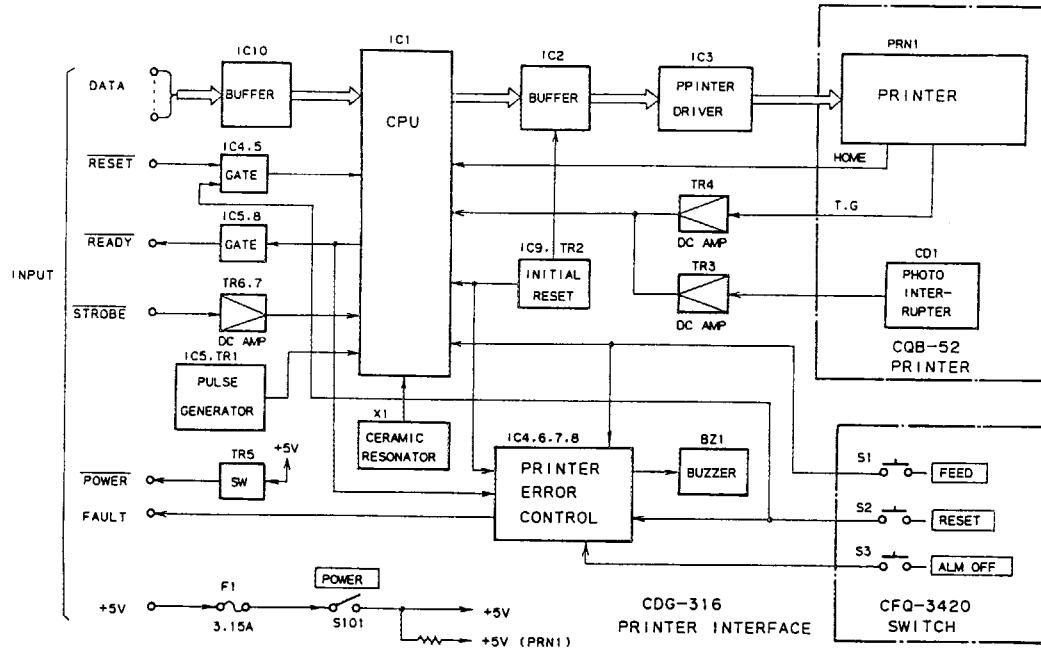 IC10
IC1
IC2
IC3
PRN1
DATA
BUFFER
CPU
BUFFER
PPINTER
DRIVER
PRINTER
RESET
IC4.5
GATE
HOME
TR4
T.G
DC AMP
READY
IC5.8
GATE
INPUT
IC9. TR2
INITIAL
RESET
TR3
DC AMP
CD1
PHOTO
INTER-
RUPTER
STROBE
TR6.7
DC AMP
CQB-52
PRINTER
IC5.TR1
PULSE
GENERATOR
X1
CERAMIC
RESONATOR
IC4.6.7.8
PRINTER
ERROR
CONTROL
BZ1
BUZZER
TR5
+5V
POWER
SW
FAULT
S1
FEED
S2
RESET
S3
ALM OFF
+5V
F1
3.15A
POWER
S101
+5V
+5V (PRN1)
CDG-316
PRINTER INTERFACE
CFQ-3420
SWITCH